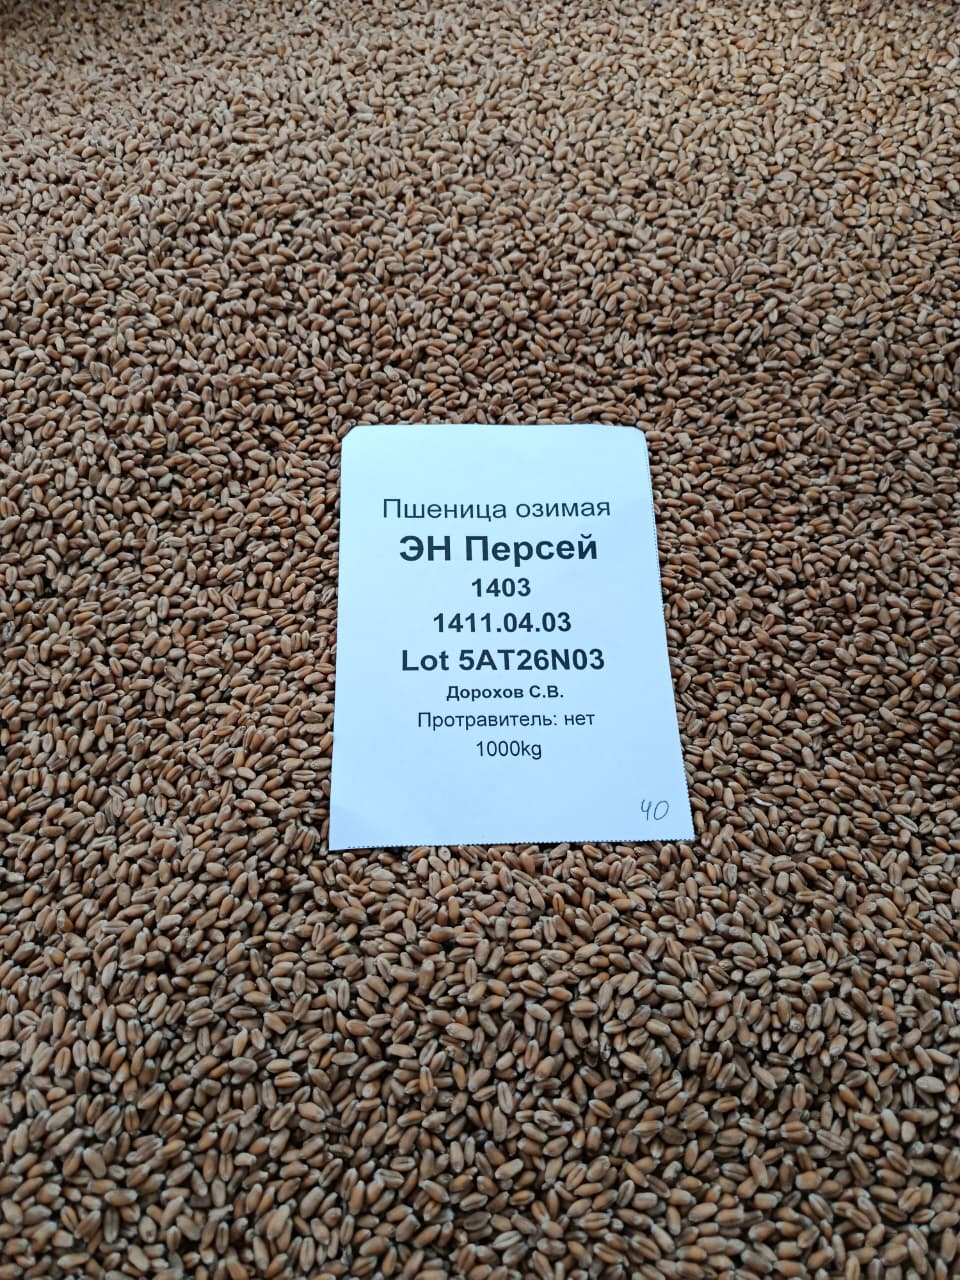 Пшеница озимая
ЭН Персей
1403
1411.04.03
Lot 5AT26N03
Дорохов С.В.
Протравитель: нет
1000kg
40